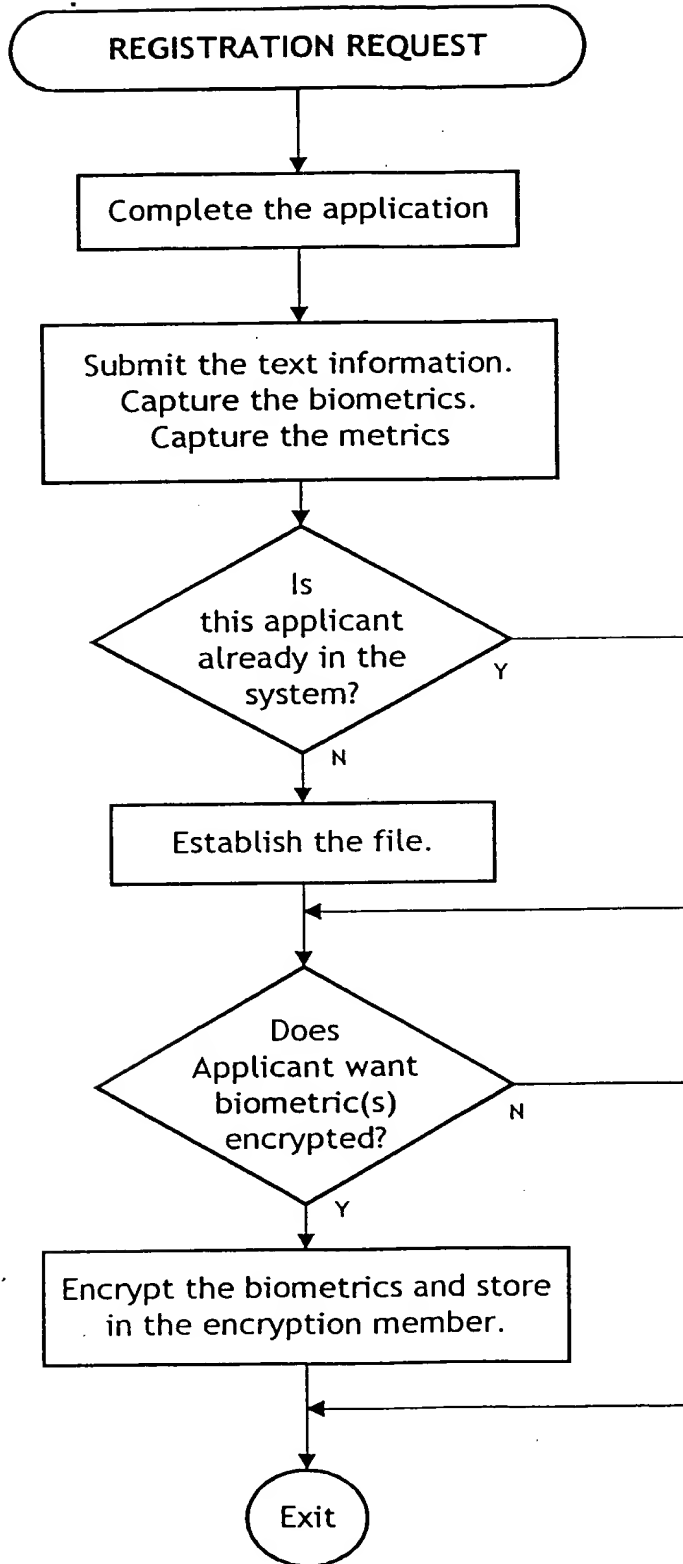 REGISTRATION REQUEST
Complete the application
Submit the text information.
Capture the biometrics.
Capture the metrics
Is
this applicant
already in the
system?
Y
N
Establish the file.
Does
Applicant want
biometric(s)
encrypted?
N
Y
Encrypt the biometrics and store
in the encryption member.
Exit